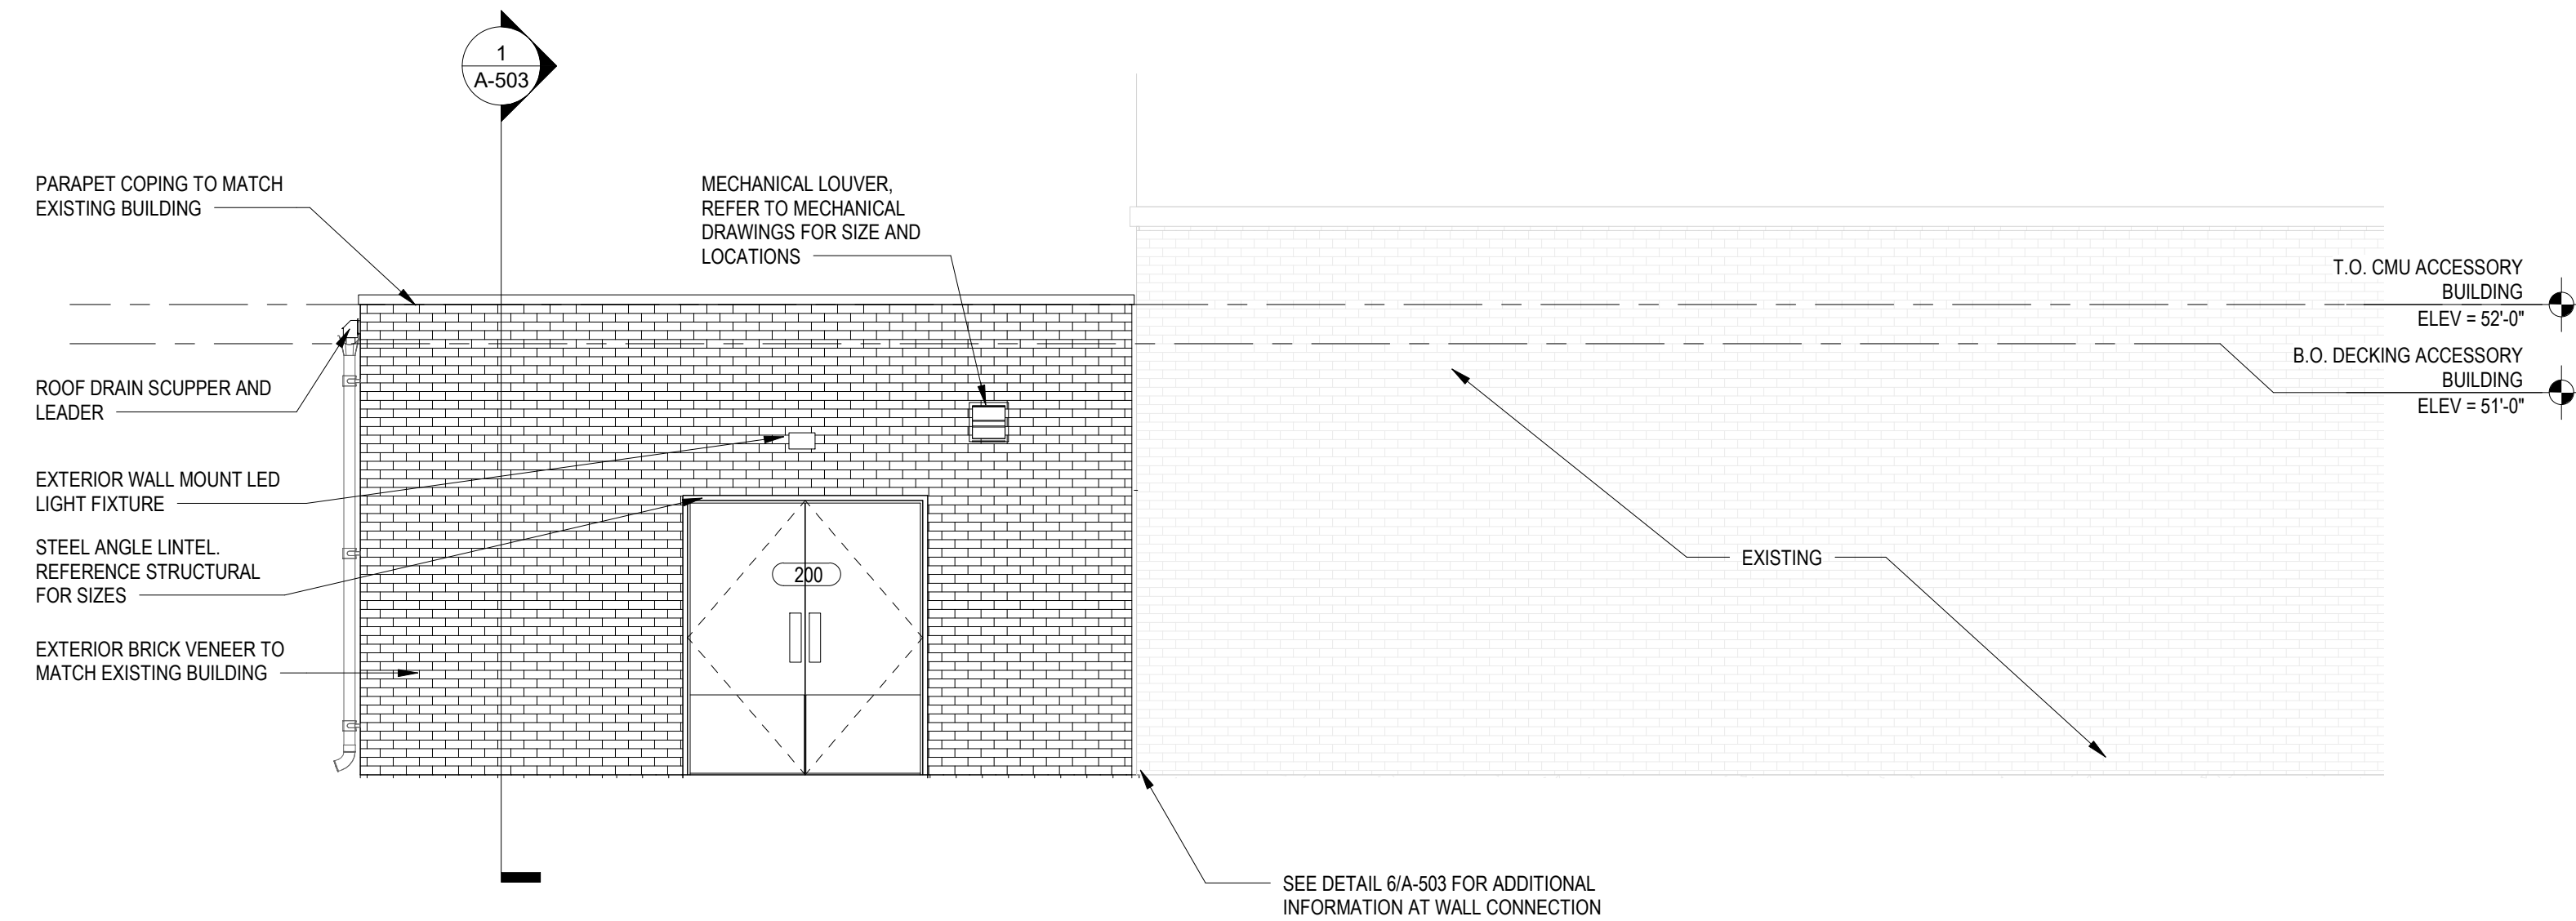 1
A-503
PARAPET COPING TO MATCH
EXISTING BUILDING
MECHANICAL LOUVER,
REFER TO MECHANICAL
DRAWINGS FOR SIZE AND
LOCATIONS
T.O. CMU ACCESSORY
BUILDING
ELEV = 52'-0"
B.O. DECKING ACCESSORY
BUILDING
ELEV = 51'-0"
ROOF DRAIN SCUPPER AND
LEADER
EXTERIOR WALL MOUNT LED
LIGHT FIXTURE
STEEL ANGLE LINTEL.
REFERENCE STRUCTURAL
FOR SIZES
200
EXISTING
EXTERIOR BRICK VENEER TO
MATCH EXISTING BUILDING
SEE DETAIL 6/A-503 FOR ADDITIONAL
INFORMATION AT WALL CONNECTION